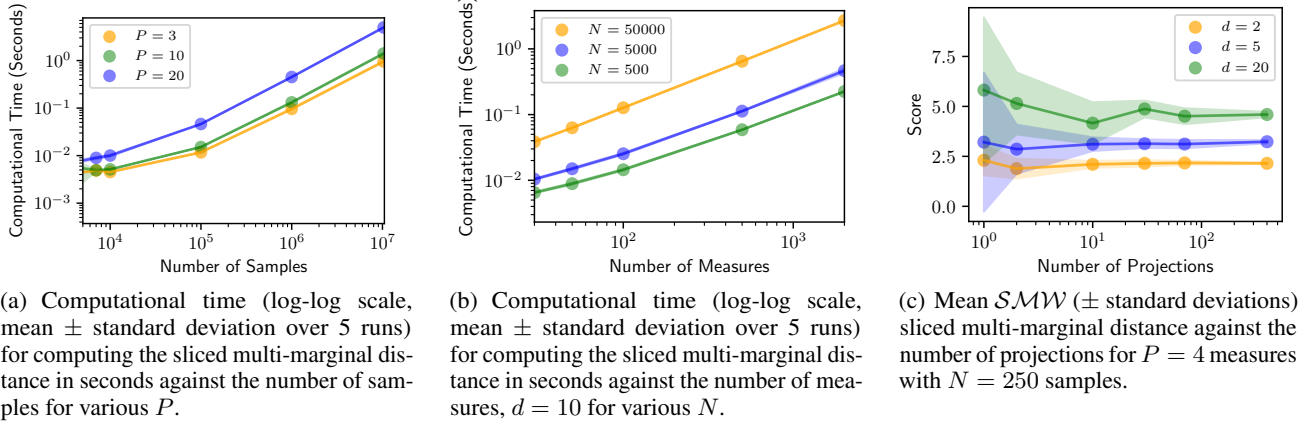 Computational Time (Seconds)
10^0
10^{-1}
10^{-2}
10^{-3}
P = 3
P = 10
P = 20
10^4
10^5
10^6
10^7
Number of Samples
(a) Computational time (log-log scale,
mean ± standard deviation over 5 runs)
for computing the sliced multi-marginal dis-
tance in seconds against the number of sam-
ples for various P.
Computational Time (Seconds)
10^0
10^{-1}
10^{-2}
N = 50000
N = 5000
N = 500
10^2
10^3
Number of Measures
(b) Computational time (log-log scale,
mean ± standard deviation over 5 runs)
for computing the sliced multi-marginal dis-
tance in seconds against the number of mea-
sures, d = 10 for various N.
Score
7.5
5.0
2.5
0.0
d = 2
d = 5
d = 20
10^0
10^1
10^2
Number of Projections
(c) Mean SMW (± standard deviations)
sliced multi-marginal distance against the
number of projections for P = 4 measures
with N = 250 samples.